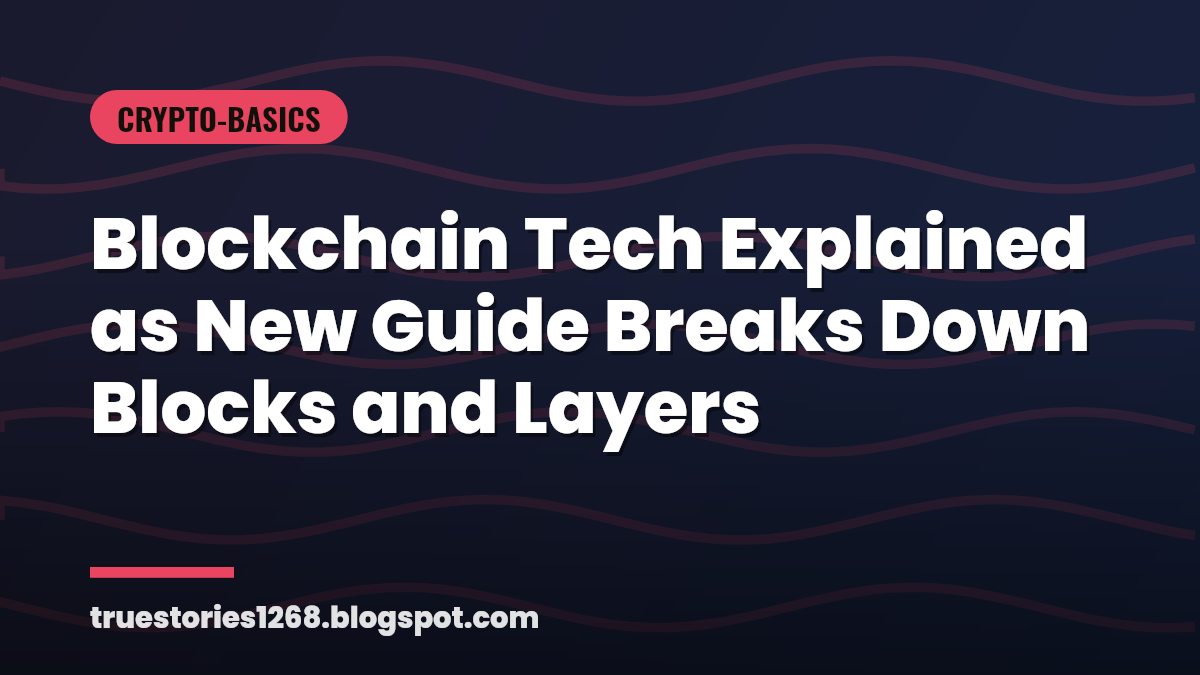 CRYPTO-BASICS
Blockchain Tech Explained
as New Guide Breaks Down
Blocks and Layers
truestories1268.blogspot.com